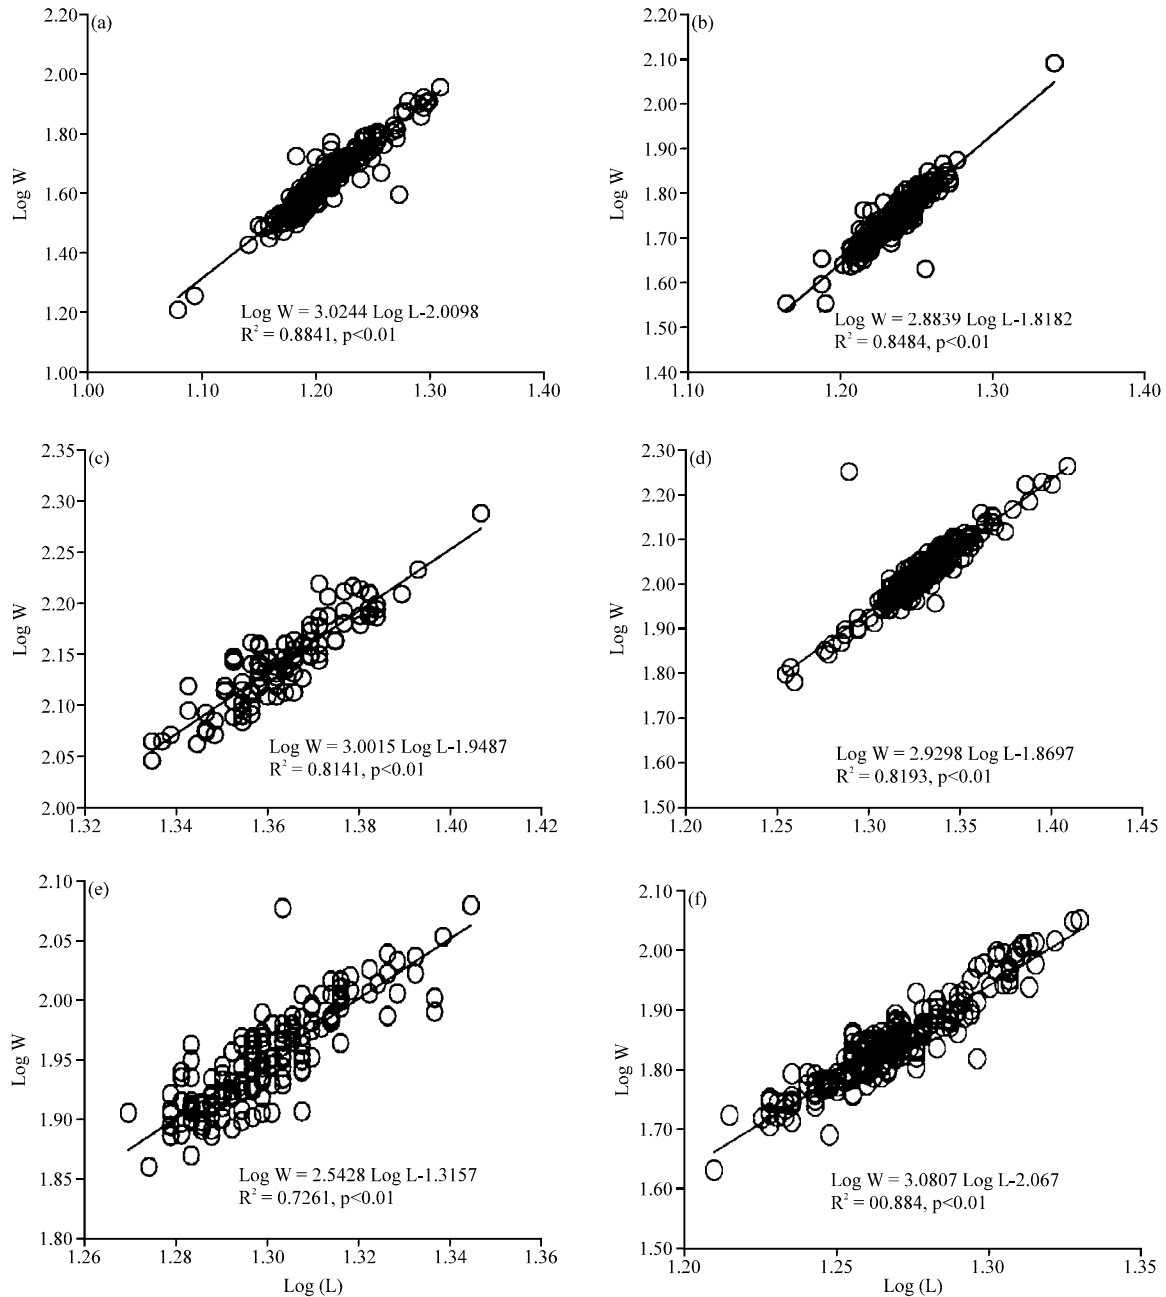 (a)
2.20
2.00
1.80
1.60
1.40
1.20
1.00
Log W
Log W = 3.0244 Log L-2.0098
R² = 0.8841, p<0.01
1.00 1.10 1.20 1.30 1.40
(b)
2.20
2.10
2.00
1.90
1.80
1.70
1.60
1.50
1.40
Log W
Log W = 2.8839 Log L-1.8182
R² = 0.8484, p<0.01
1.10 1.20 1.30 1.40
(c)
2.35
2.30
2.25
2.20
2.15
2.10
2.05
2.00
Log W
Log W = 3.0015 Log L-1.9487
R² = 0.8141, p<0.01
1.32 1.34 1.36 1.38 1.40 1.42
(d)
2.30
2.20
2.10
2.00
1.90
1.80
1.70
1.60
1.50
Log W
Log W = 2.9298 Log L-1.8697
R² = 0.8193, p<0.01
1.20 1.25 1.30 1.35 1.40 1.45
(e)
2.10
2.05
2.00
1.95
1.90
1.85
1.80
Log W
Log W = 2.5428 Log L-1.3157
R² = 0.7261, p<0.01
1.26 1.28 1.30 1.32 1.34 1.36
Log (L)
(f)
2.10
2.00
1.90
1.80
1.70
1.60
1.50
Log W
Log W = 3.0807 Log L-2.067
R² = 00.884, p<0.01
1.20 1.25 1.30 1.35
Log (L)